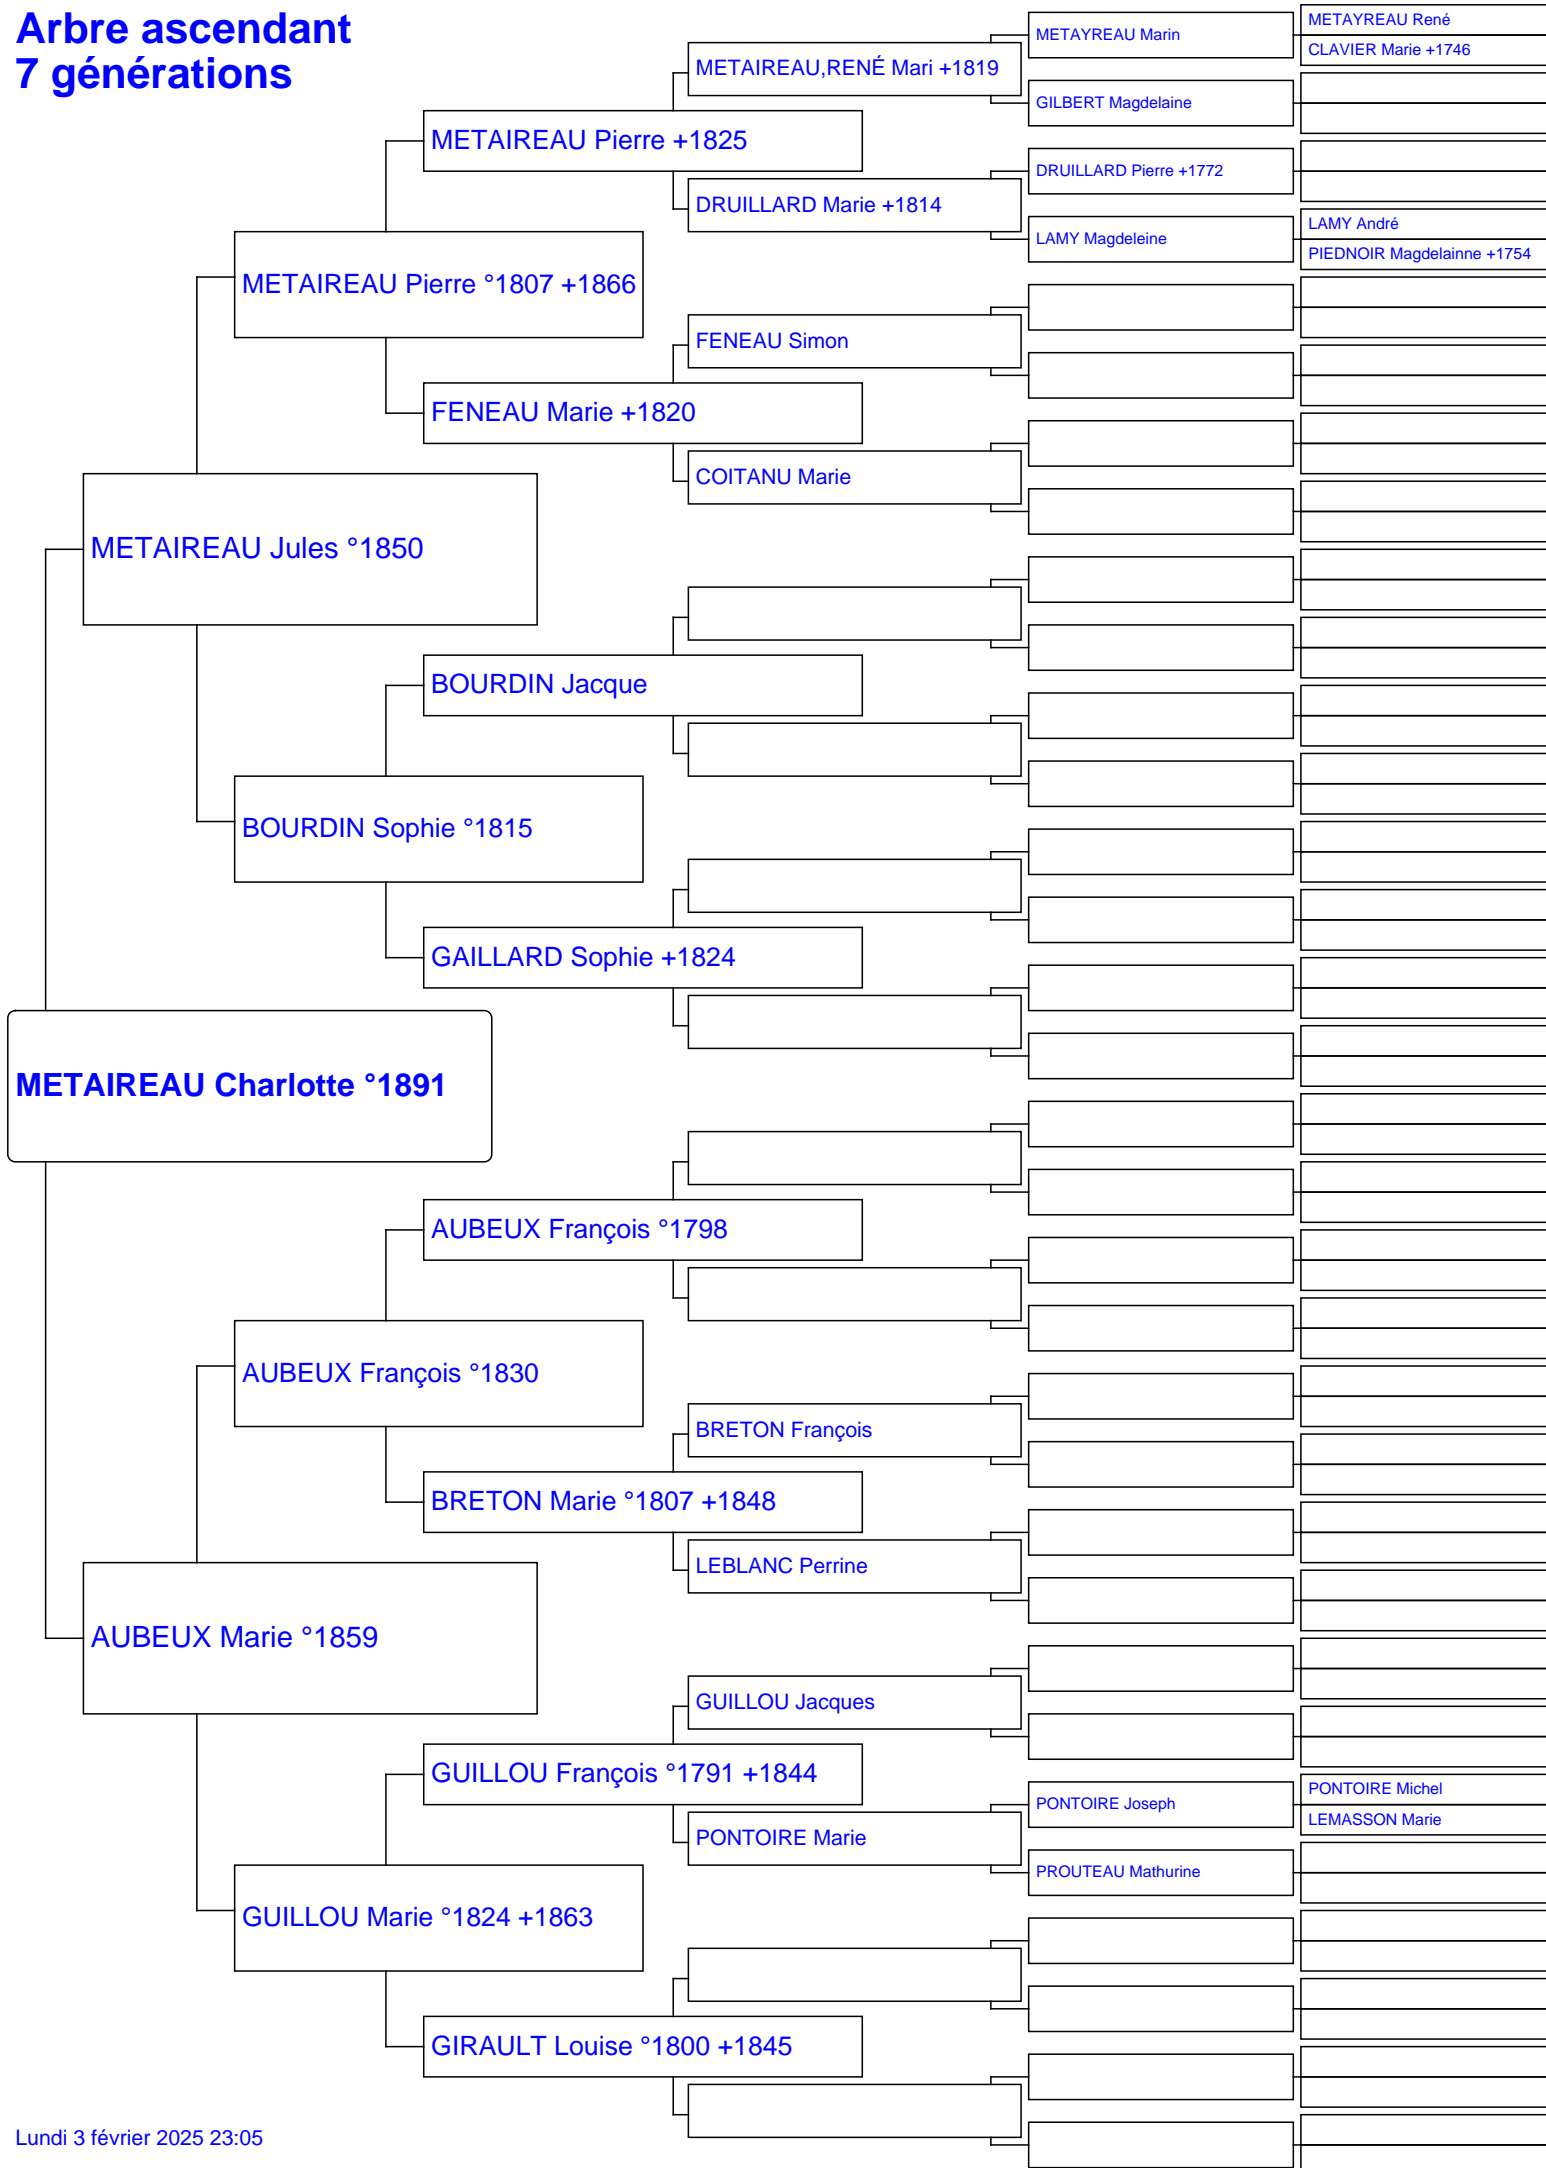 Arbre ascendant
7 générations
METAYREAU Marin
METAYREAU René
CLAVIER Marie +1746
METAIREAU,RENÉ Mari +1819
GILBERT Magdelaine
METAIREAU Pierre +1825
DRUILLARD Pierre +1772
DRUILLARD Marie +1814
LAMY Magdeleine
LAMY André
PIEDNOIR Magdelainne +1754
METAIREAU Pierre °1807 +1866
FENEAU Simon
FENEAU Marie +1820
COITANU Marie
METAIREAU Jules °1850
BOURDIN Jacque
BOURDIN Sophie °1815
GAILLARD Sophie +1824
METAIREAU Charlotte °1891
AUBEUX François °1798
AUBEUX François °1830
BRETON François
BRETON Marie °1807 +1848
LEBLANC Perrine
AUBEUX Marie °1859
GUILLOU Jacques
GUILLOU François °1791 +1844
PONTOIRE Joseph
PONTOIRE Michel
LEMASSON Marie
PONTOIRE Marie
PROUTEAU Mathurine
GUILLOU Marie °1824 +1863
GIRAULT Louise °1800 +1845
Lundi 3 février 2025 23:05